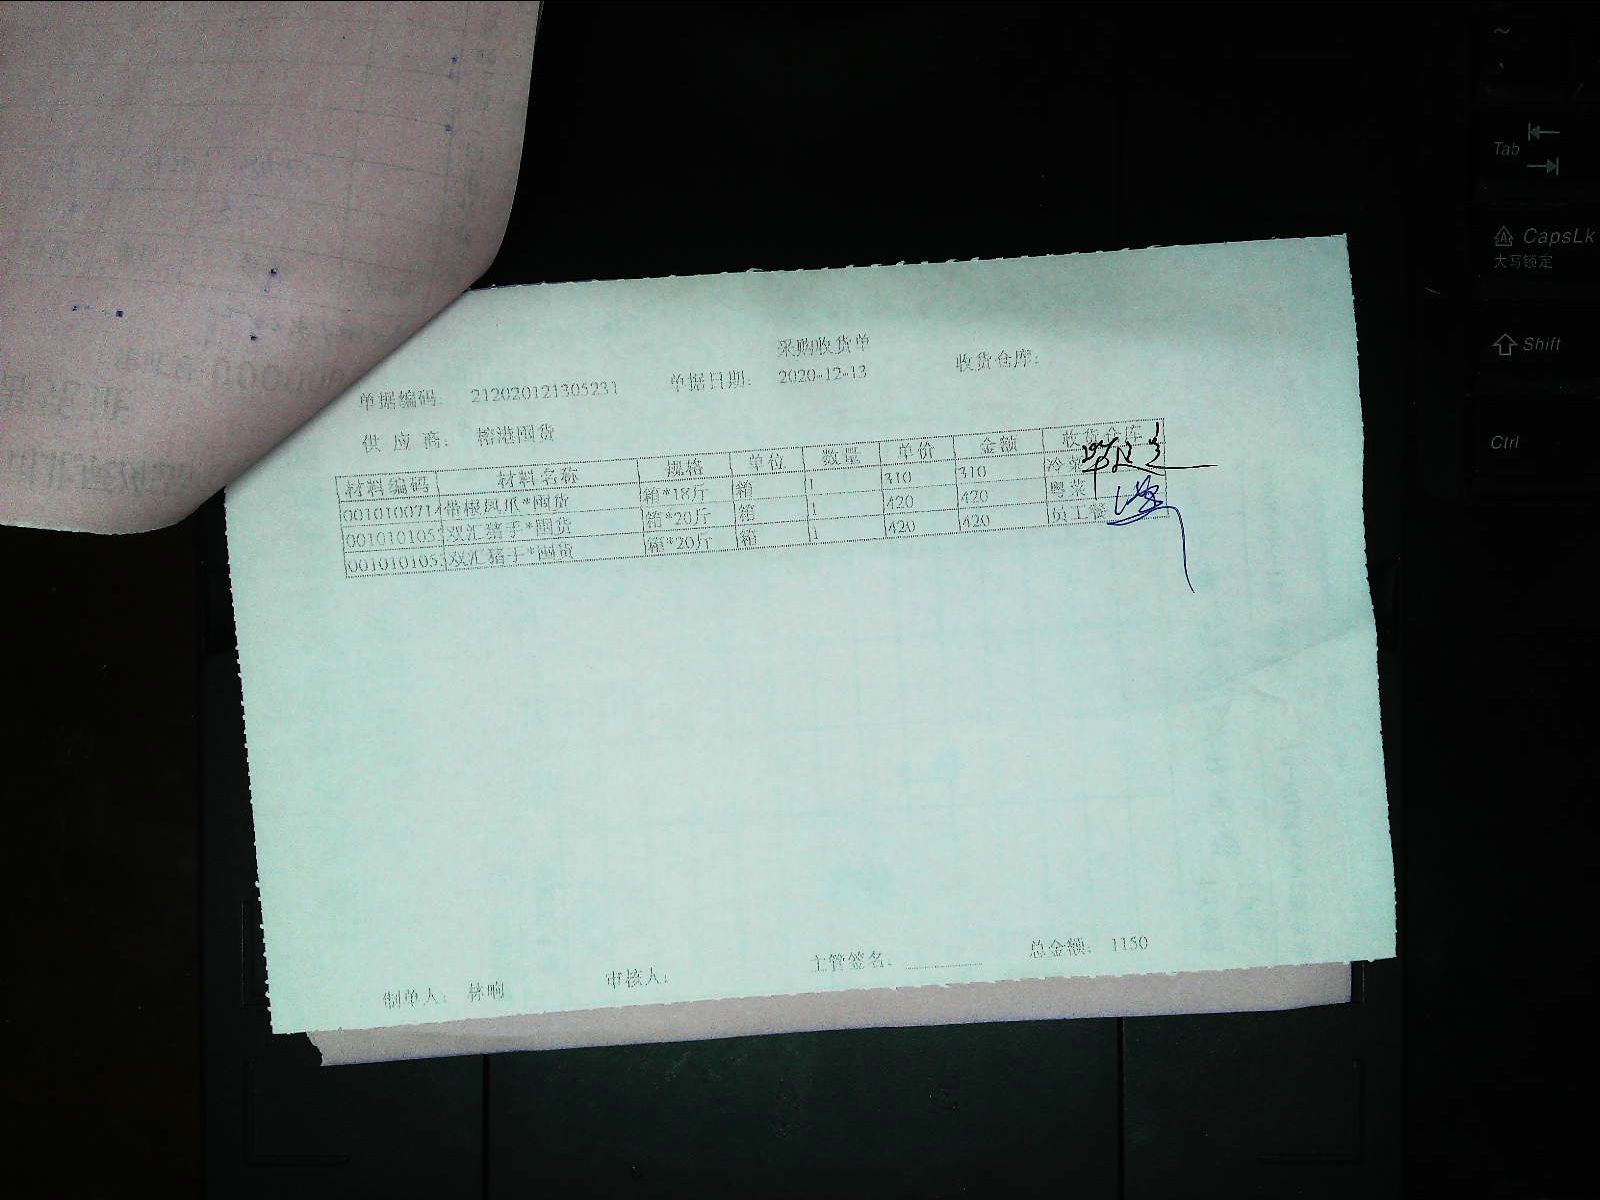 采购收货单
单据编码： 212020121305231 单据日期： 2020-12-13 收货仓库：
供 应 商： 榕港囤货
材料编码 材料名称 规格 单位 数量 单价 金额 收货仓库
0010100714 带根凤爪*囤货 箱*18斤 箱 1 310 310 冷菜
001010105 双汇猪手*囤货 箱*20斤 箱 1 420 420 粤菜
001010105 双汇猪手*囤货 箱*20斤 箱 1 420 420 员工餐
制单人： 林响 审核人： 主管签名： 总金额： 1150
Tab
CapsLk
大写锁定
Shift
Ctrl